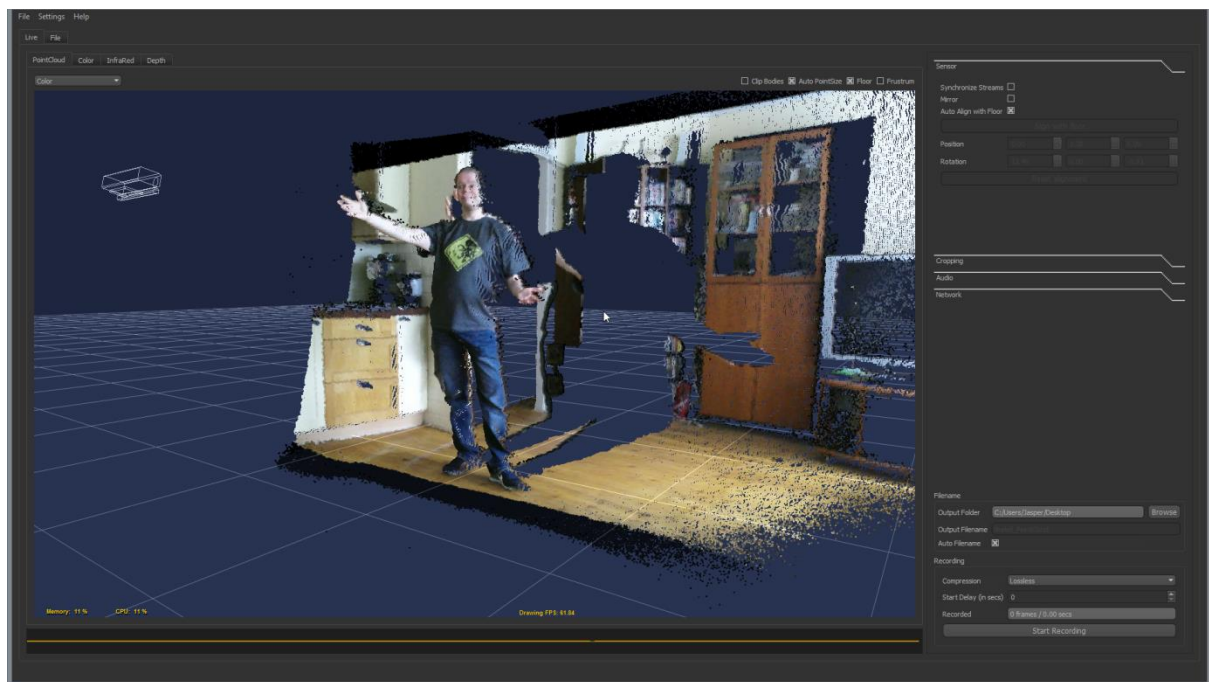 File Settings Help
Live File
PointCloud Color InfraRed Depth
Color Clip Bodies Auto PointSize Floor Frustrum
Memory: 11 % CPU: 11 % Drawing FPS: 61.84
Sensor
Synchronize Streams
Mirror
Auto Align with Floor
Position
Rotation
Cropping
Audio
Network
Filename
Output Folder C:/Users/Jasper/Desktop Browse
Output Filename
Auto Filename
Recording
Compression Lossless
Start Delay (in secs) 0
Recorded 0 frames / 0.00 secs
Start Recording